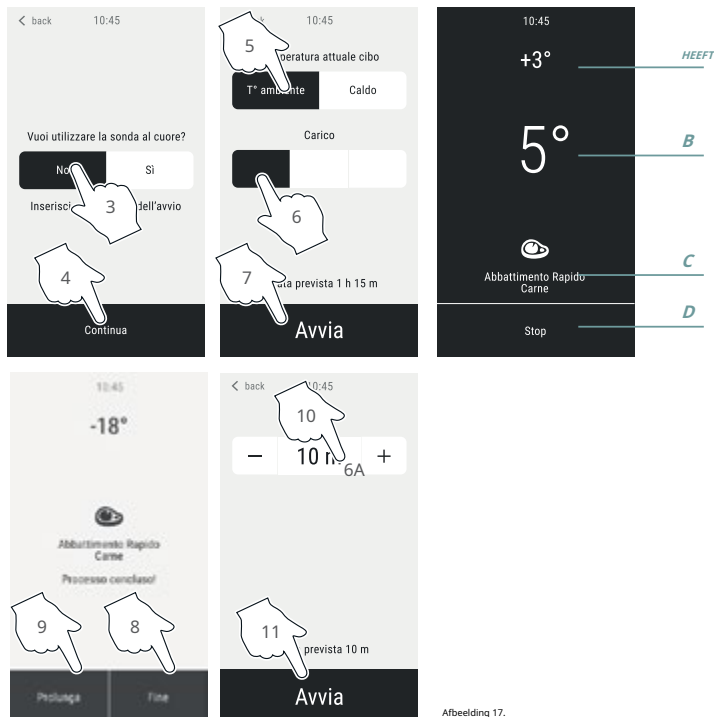 back 10:45
Vuoi utilizzare la sonda al cuore?
No Sì
3
dell'avvio
4
Continua
10:45
5
attuale cibo
T° ambiente Caldo
Carico
6
7
prevista 1 h 15 m
Avvia
10:45
+3°
HEEFT
5°
B
Abbattimento Rapido
Carne
C
Stop
D
10:45
-18°
Abbattimento Rapido
Carne
Processo concluso!
9
8
Prolunga Fine
back 10:45
10
− 10 m +
6A
11
prevista 10 m
Avvia
Afbeelding 17.